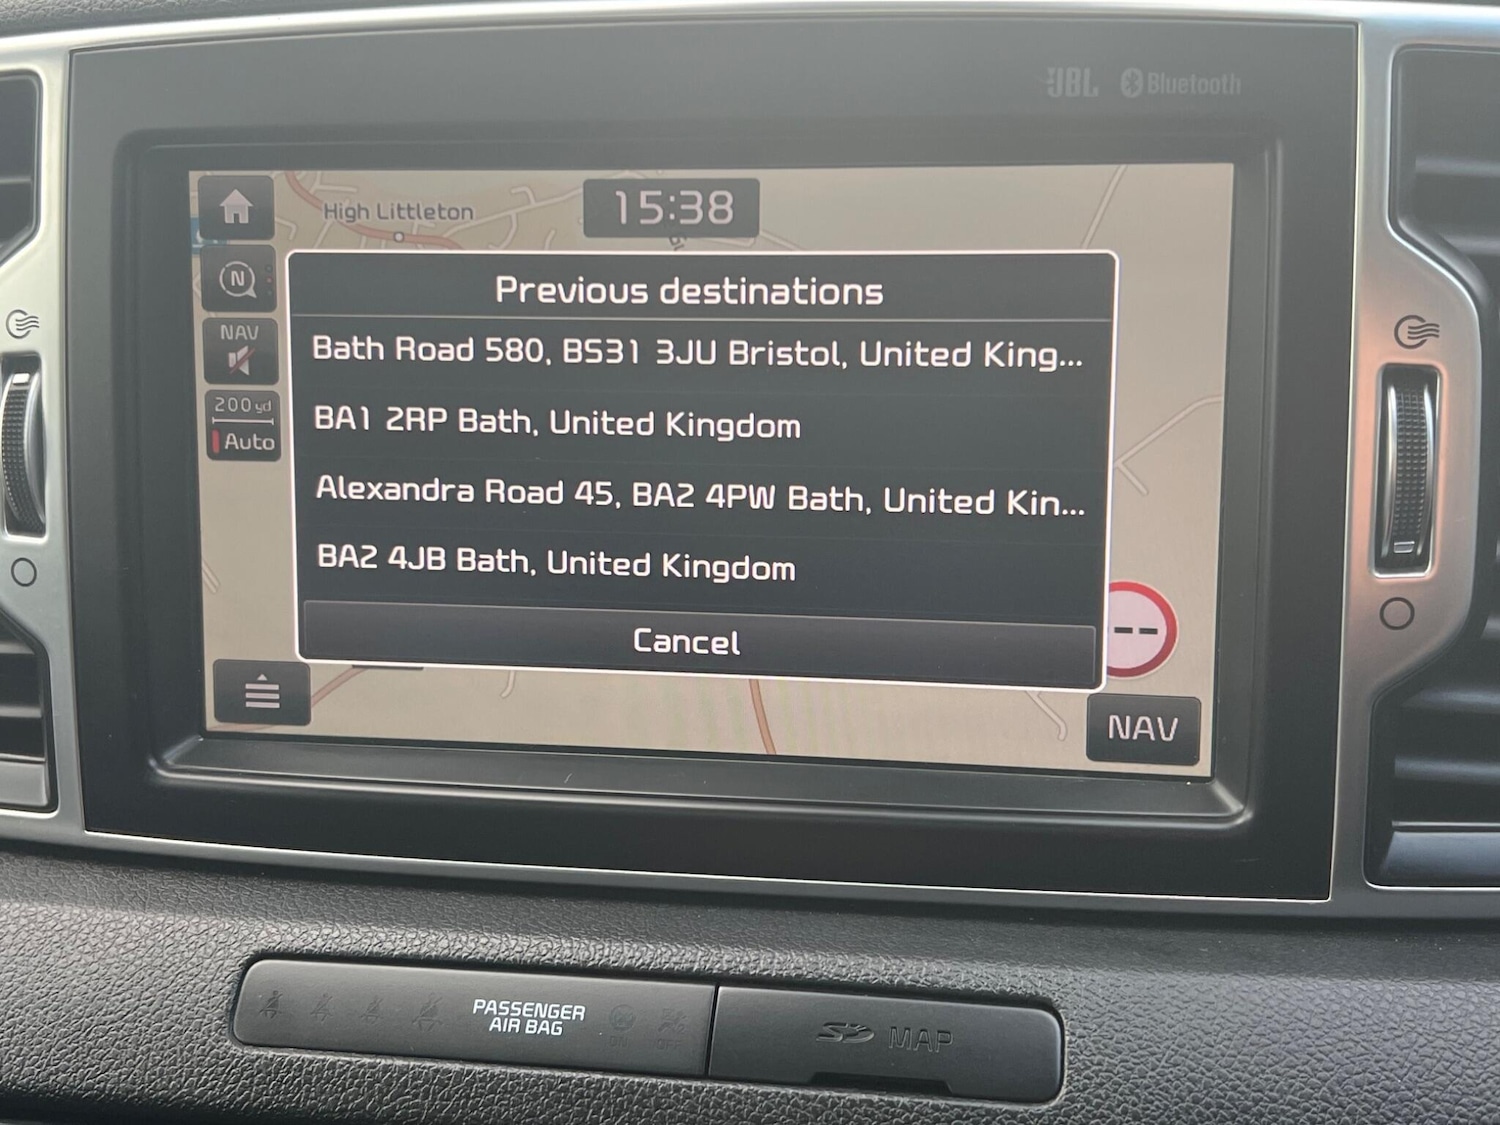 JBL Bluetooth
High Littleton
15:38
N
NAV
200yd
Auto
Previous destinations
Bath Road 580, BS31 3JU Bristol, United King...
BA1 2RP Bath, United Kingdom
Alexandra Road 45, BA2 4PW Bath, United Kin...
BA2 4JB Bath, United Kingdom
Cancel
--
NAV
PASSENGER
AIR BAG
ON
OFF
SD MAP